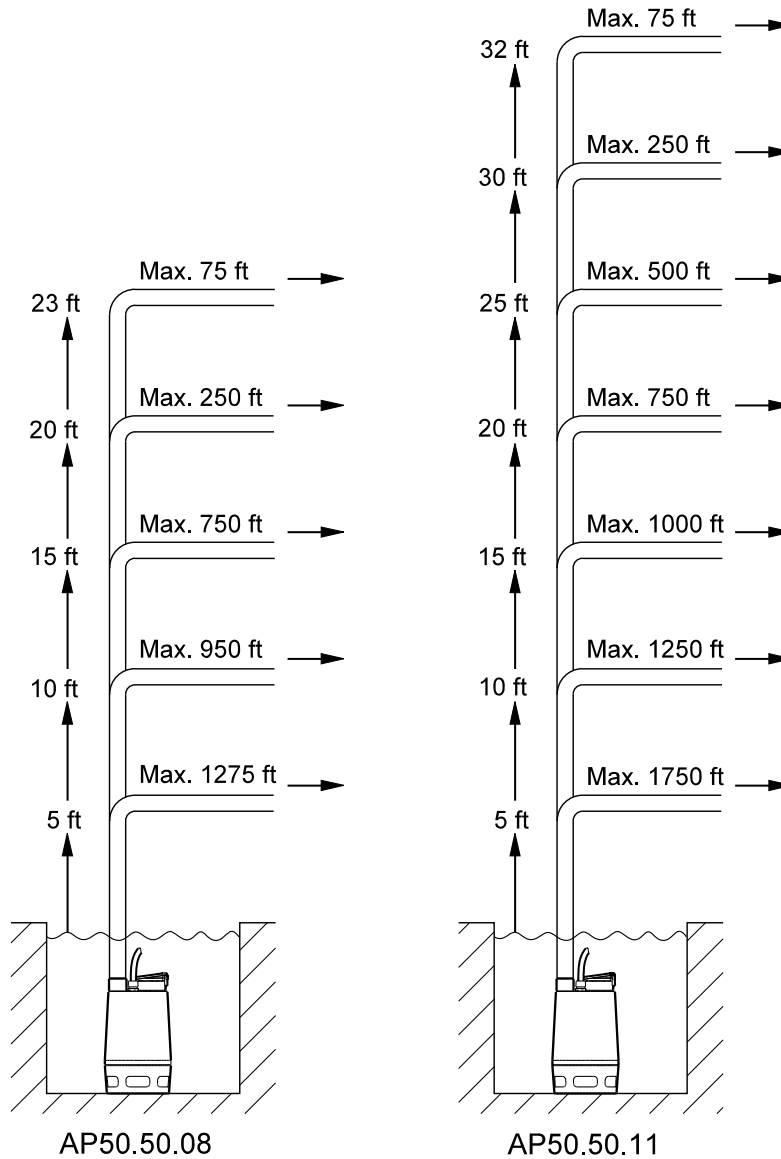 Max. 75 ft
23 ft
Max. 250 ft
20 ft
Max. 750 ft
15 ft
Max. 950 ft
10 ft
Max. 1275 ft
5 ft
AP50.50.08
Max. 75 ft
32 ft
Max. 250 ft
30 ft
Max. 500 ft
25 ft
Max. 750 ft
20 ft
Max. 1000 ft
15 ft
Max. 1250 ft
10 ft
Max. 1750 ft
5 ft
AP50.50.11